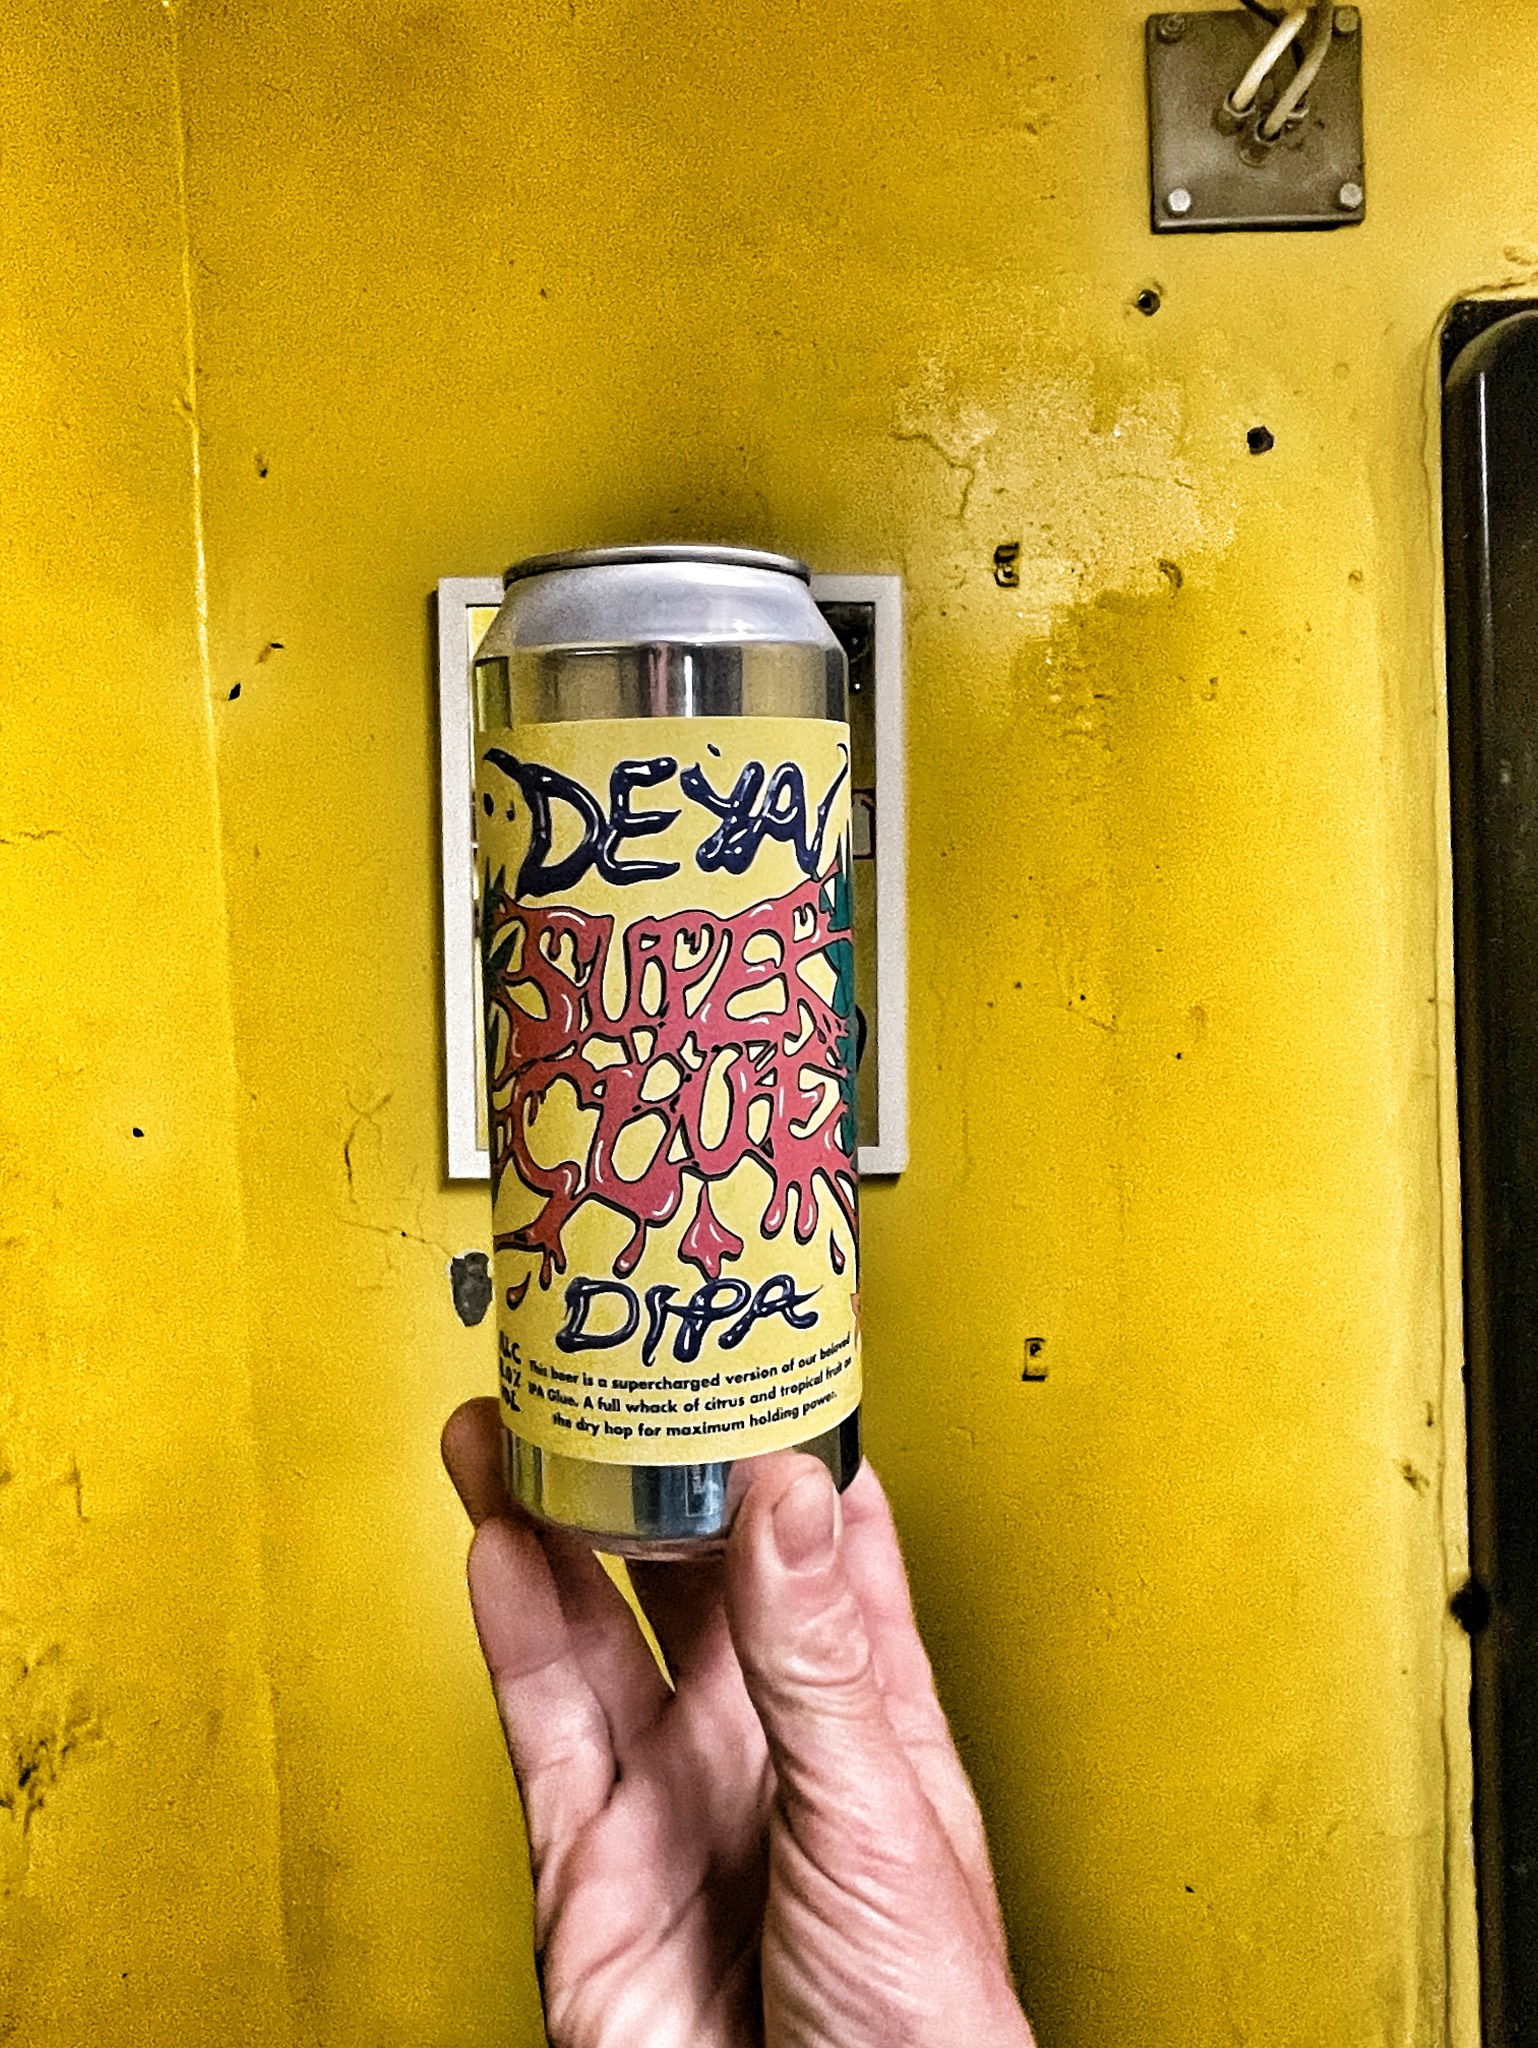 DEYA
SUPER
GLUE
DIPA
This beer is a supercharged version of our beloved
IPA Glue. A full whack of citrus and tropical fruit on
the dry hop for maximum holding power.